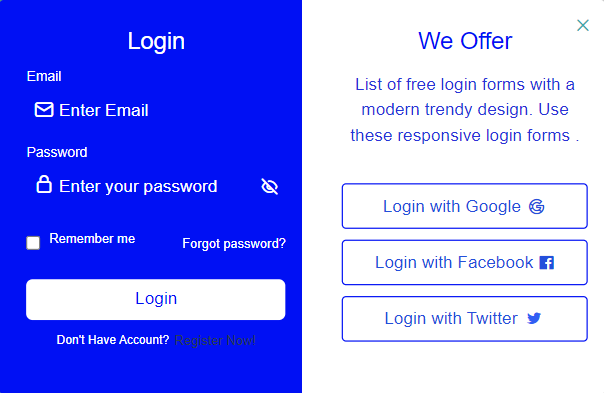 Login
Email
Enter Email
Password
Enter your password
Remember me
Forgot password?
Login
Don't Have Account? Register Now!
We Offer
List of free login forms with a
modern trendy design. Use
these responsive login forms .
Login with Google
Login with Facebook
Login with Twitter